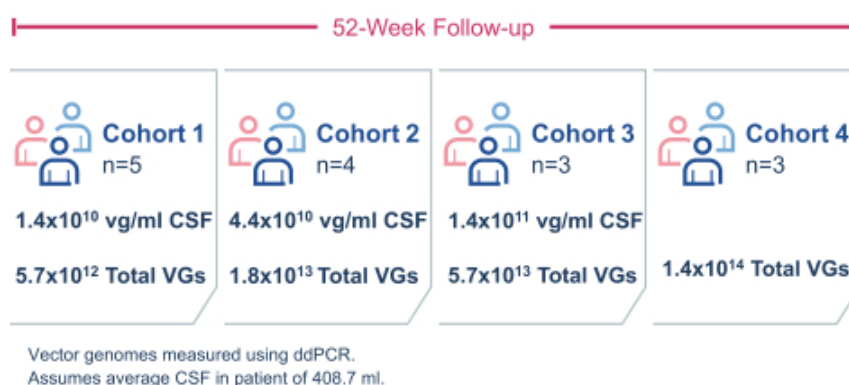 52-Week Follow-up
Cohort 1
n=5
1.4x10¹⁰ vg/ml CSF
5.7x10¹² Total VGs
Cohort 2
n=4
4.4x10¹⁰ vg/ml CSF
1.8x10¹³ Total VGs
Cohort 3
n=3
1.4x10¹¹ vg/ml CSF
5.7x10¹³ Total VGs
Cohort 4
n=3
1.4x10¹⁴ Total VGs
Vector genomes measured using ddPCR.
Assumes average CSF in patient of 408.7 ml.